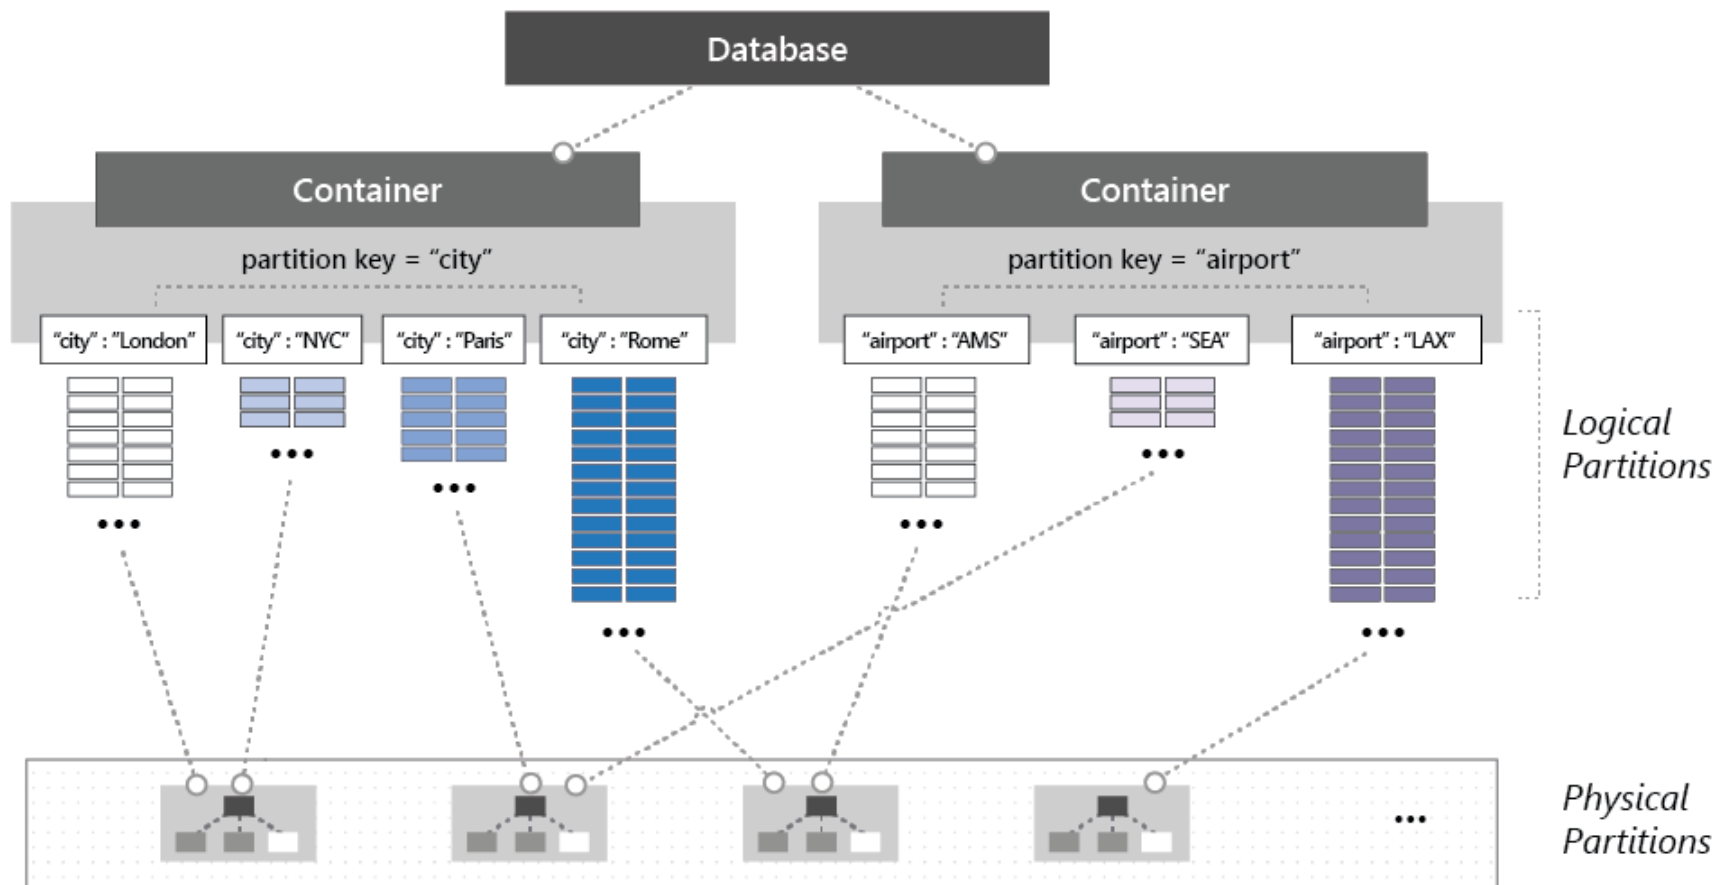 Database
Container
Container
partition key = “city”
partition key = “airport”
“city” : “London”
“city” : “NYC”
“city” : “Paris”
“city” : “Rome”
“airport” : “AMS”
“airport” : “SEA”
“airport” : “LAX”
Logical
Partitions
Physical
Partitions